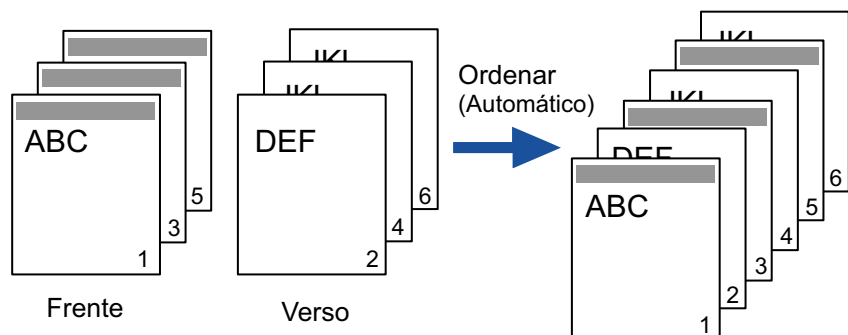 ABC
1
3
5
Frente
DEF
2
4
6
Verso
Ordenar
(Automático)
ABC
1
DEF
2
3
4
5
6